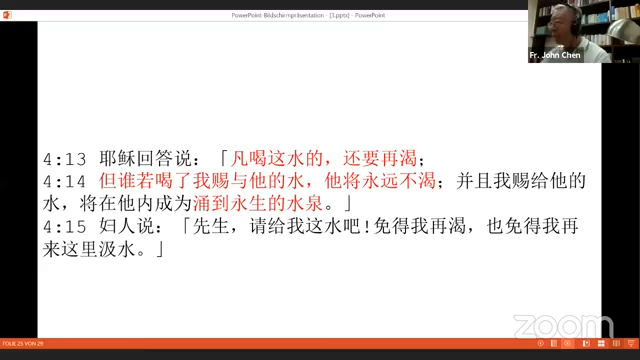 PowerPoint-Bildschirmpräsentation - [3.pptx] - PowerPoint
Fr. John Chen
4:13 耶稣回答说：「凡喝这水的，还要再渴；
4:14 但谁若喝了我赐与他的水，他将永远不渴；并且我赐给他的
水，将在他内成为涌到永生的水泉。」
4:15 妇人说：「先生，请给我这水吧！免得我再渴，也免得我再
来这里汲水。」
zoom
FOLIE 23 VON 29